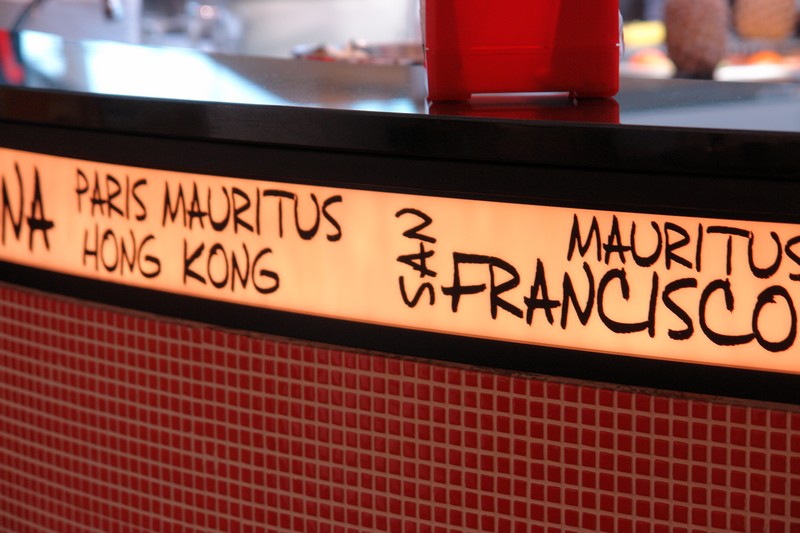 NA
PARIS MAURITUS
HONG KONG
SAN
MAURITUS
FRANCISCO